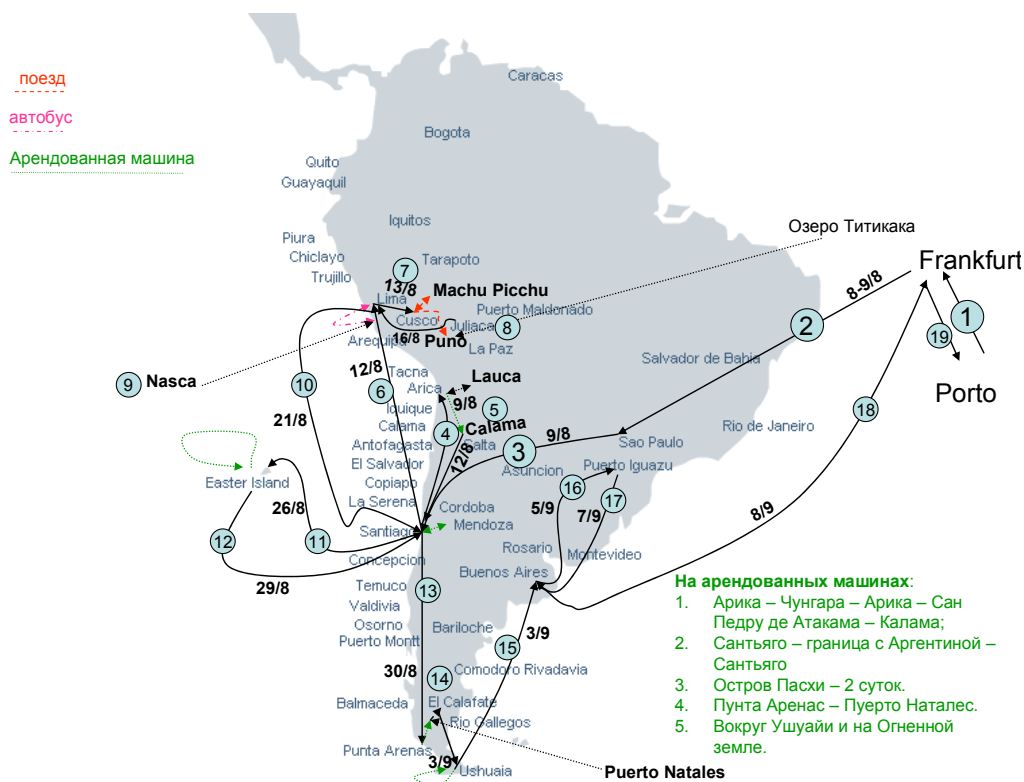 поезд
автобус
Арендованная машина
Caracas
Bogota
Quito
Guayaquil
Iquitos
Piura
Chiclayo
Trujillo
Tarapoto
Озеро Титикака
Frankfurt
8-9/8
1
2
19
Porto
7
13/8
Lima
Machu Picchu
Puerto Maldonado
Cusco
Juliaca
8
16/8
Puno
Arequipa
La Paz
Salvador de Bahia
9 Nasca
10
12/8
6
Tacna
Lauca
Arica
9/8
5
21/8
Iquique
Calama
4
Calama
Antofagasta
Salta
12/8
3
9/8
Sao Paulo
18
Rio de Janeiro
El Salvador
Asuncion
Puerto Iguazu
Copiapo
16
17
Easter Island
26/8
La Serena
5/9
7/9
8/9
Cordoba
Mendoza
12
11
Santiago
Rosario
Montevideo
Concepcion
29/8
Buenos Aires
Temuco
13
Valdivia
Osorno
Bariloche
Puerto Montt
15
3/9
30/8
14
Comodoro Rivadavia
Balmaceda
El Calafate
Rio Gallegos
Punta Arenas
3/9
Ushuaia
Puerto Natales
На арендованных машинах:
1. Арика – Чунгара – Арика – Сан
Педру де Атакама – Калама;
2. Сантьяго – граница с Аргентиной –
Сантьяго
3. Остров Пасхи – 2 суток.
4. Пунта Аренас – Пуерто Наталес.
5. Вокруг Ушуайи и на Огненной
земле.